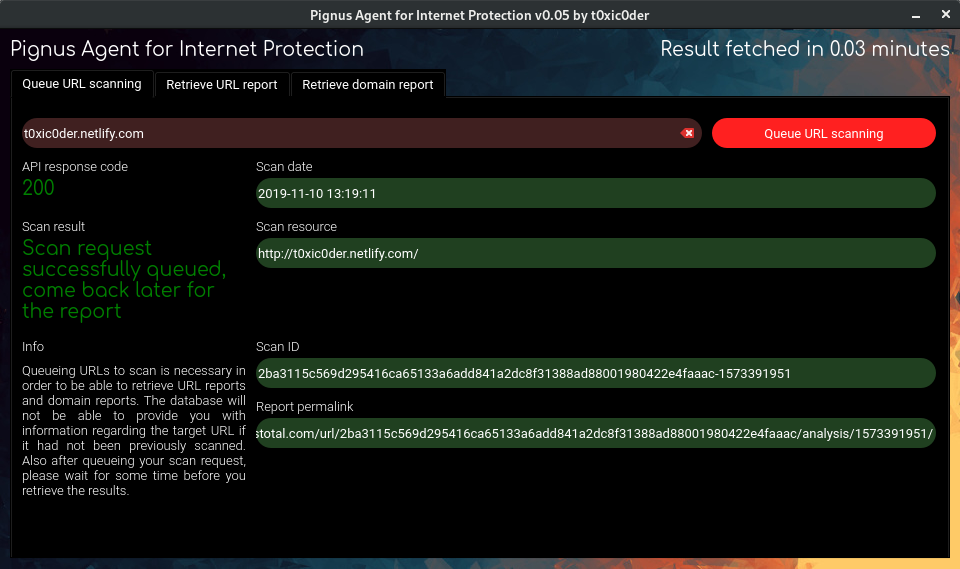 Pignus Agent for Internet Protection v0.05 by t0xic0der
Pignus Agent for Internet Protection
Result fetched in 0.03 minutes
Queue URL scanning
Retrieve URL report
Retrieve domain report
t0xic0der.netlify.com
Queue URL scanning
API response code
200
Scan date
2019-11-10 13:19:11
Scan result
Scan request
successfully queued,
come back later for
the report
Scan resource
http://t0xic0der.netlify.com/
Info
Queueing URLs to scan is necessary in
order to be able to retrieve URL reports
and domain reports. The database will
not be able to provide you with
information regarding the target URL if
it had not been previously scanned.
Also after queueing your scan request,
please wait for some time before you
retrieve the results.
Scan ID
2ba3115c569d295416ca65133a6add841a2dc8f31388ad88001980422e4faaac-1573391951
Report permalink
stotal.com/url/2ba3115c569d295416ca65133a6add841a2dc8f31388ad88001980422e4faaac/analysis/1573391951/